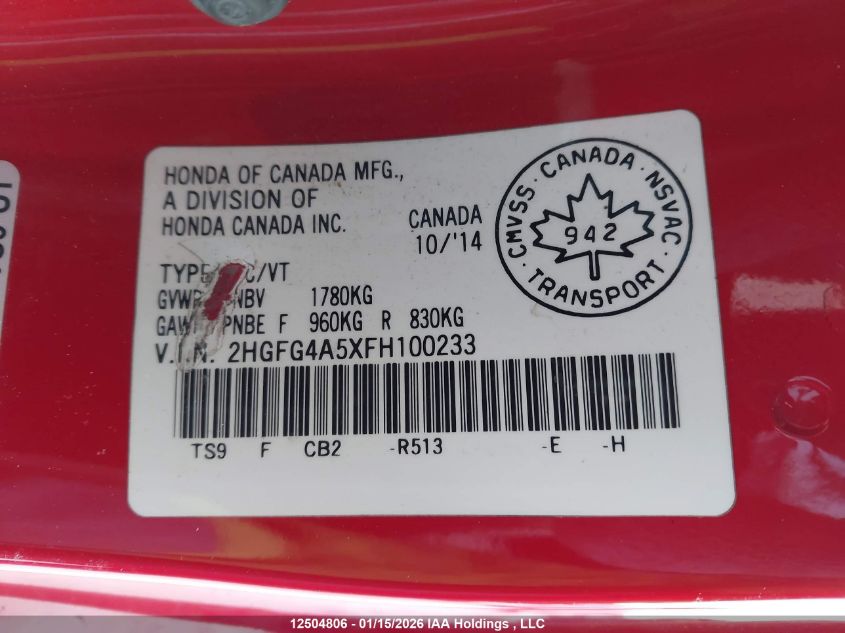 HONDA OF CANADA MFG.,
A DIVISION OF
HONDA CANADA INC.
CANADA
10/'14
CMVSS · CANADA · NSVAC · TRANSPORT ·
942
C/VT
1780KG
F 960KG R 830KG
V.I.N. 2HGFG4A5XFH100233
TS9 F CB2 -R513 -E -H
12504806 - 01/15/2026 IAA Holdings , LLC